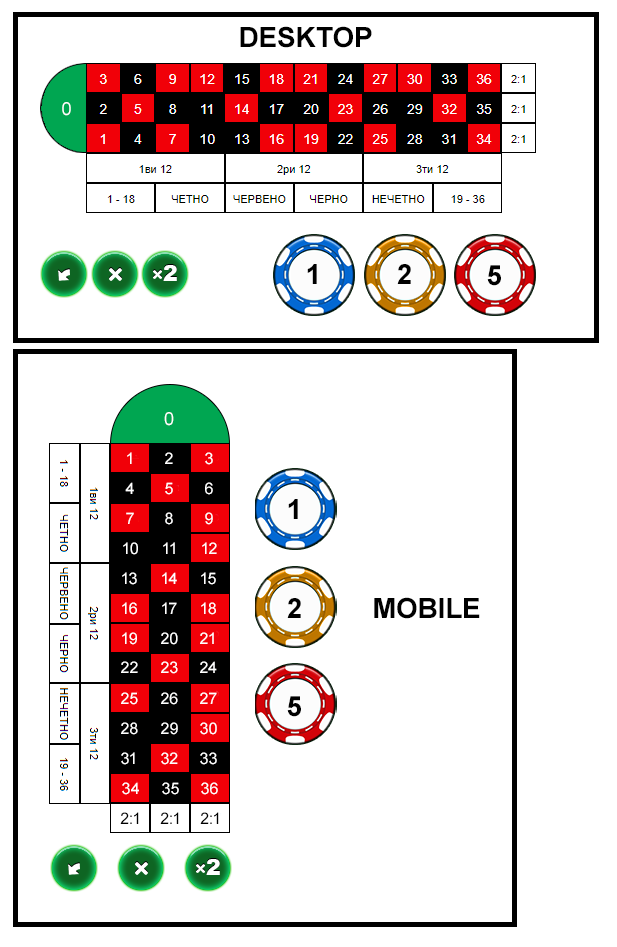 DESKTOP
3 6 9 12 15 18 21 24 27 30 33 36 2:1
0
2 5 8 11 14 17 20 23 26 29 32 35 2:1
1 4 7 10 13 16 19 22 25 28 31 34 2:1
1ви 12 2ри 12 3ти 12
1 - 18 ЧЕТНО ЧЕРВЕНО ЧЕРНО НЕЧЕТНО 19 - 36
×2
1 2 5
0
1 - 18
ЧЕТНО
ЧЕРВЕНО
ЧЕРНО
НЕЧЕТНО
19 - 36
1ви 12
2ри 12
3ти 12
1 2 3
4 5 6
7 8 9
10 11 12
13 14 15
16 17 18
19 20 21
22 23 24
25 26 27
28 29 30
31 32 33
34 35 36
2:1 2:1 2:1
1
2
5
MOBILE
×2